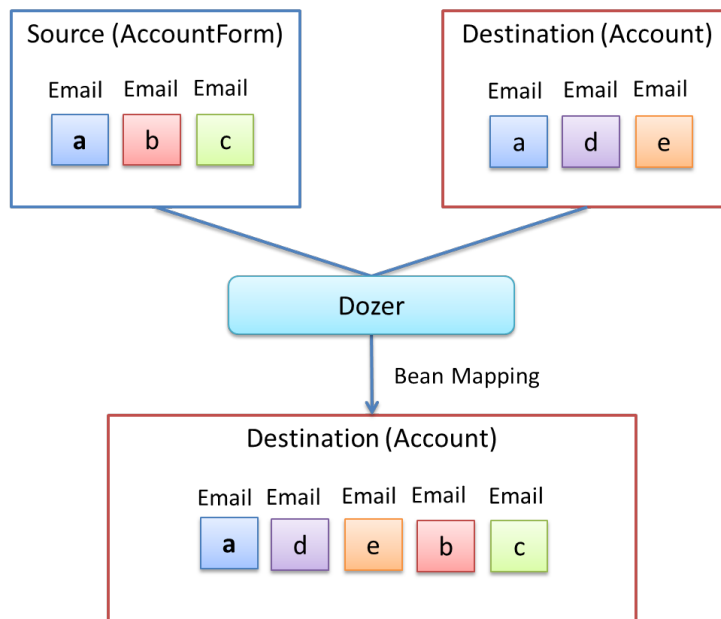 Source (AccountForm)
Email Email Email
a b c
Destination (Account)
Email Email Email
a d e
Dozer
Bean Mapping
Destination (Account)
Email Email Email Email Email
a d e b c